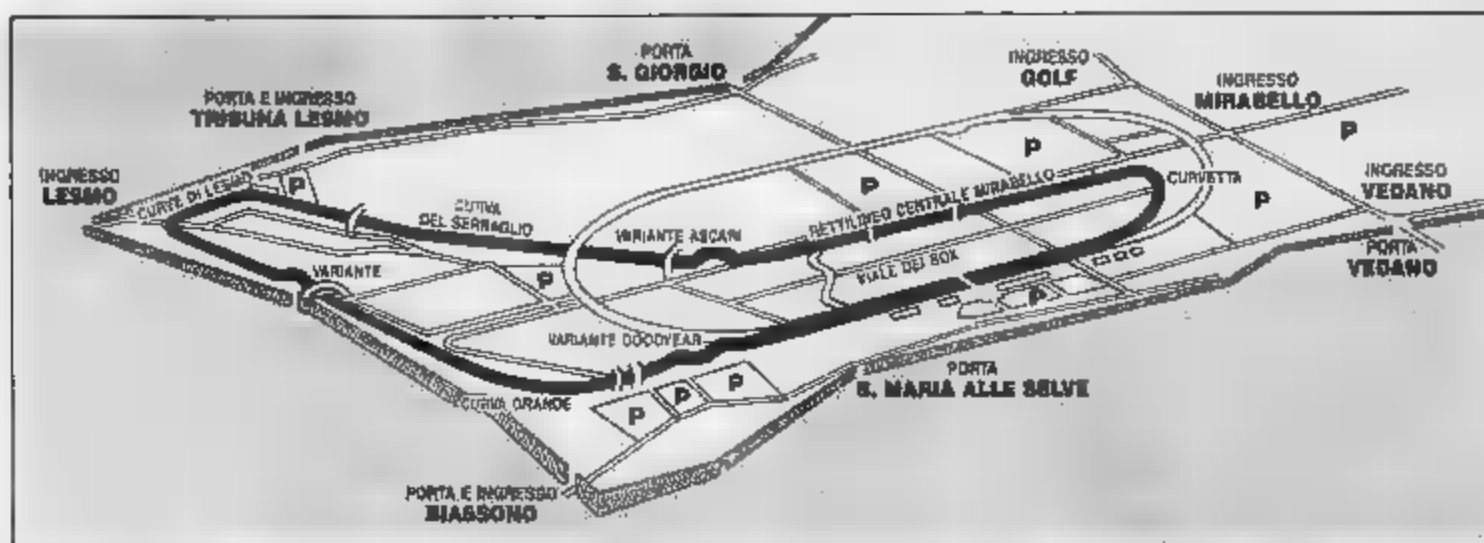 PORTA
S. GIORGIO
INGRESSO
GOLF
INGRESSO
MIRABELLO
PORTA E INGRESSO
TRIBUNA LESMO
P
P
INGRESSO
LESMO
CURVE DI LESMO
P
P
CURVETTA
INGRESSO
VEDANO
CURVA
DEL SERRAGLIO
RETTILINEO CENTRALE MIRABELLO
P
VARIANTE ASCARI
PORTA
VEDANO
VARIANTE
P
VIALE DEI BOX
P
VARIANTE GOODYEAR
PORTA
S. MARIA ALLE SELVE
CURVA GRANDE
P
P
P
PORTA E INGRESSO
BIASSONO